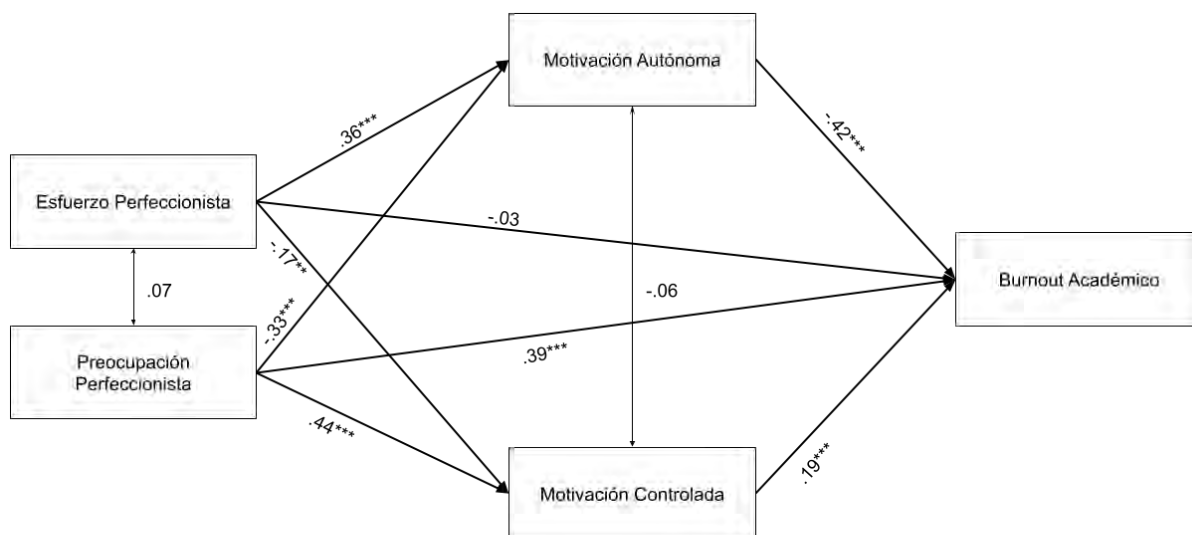 Motivación Autónoma
.36***
-.42***
Esfuerzo Perfeccionista
-.03
-.17**
.07
-.06
Burnout Académico
-.33***
Preocupación
Perfeccionista
.39***
.44***
.19***
Motivación Controlada